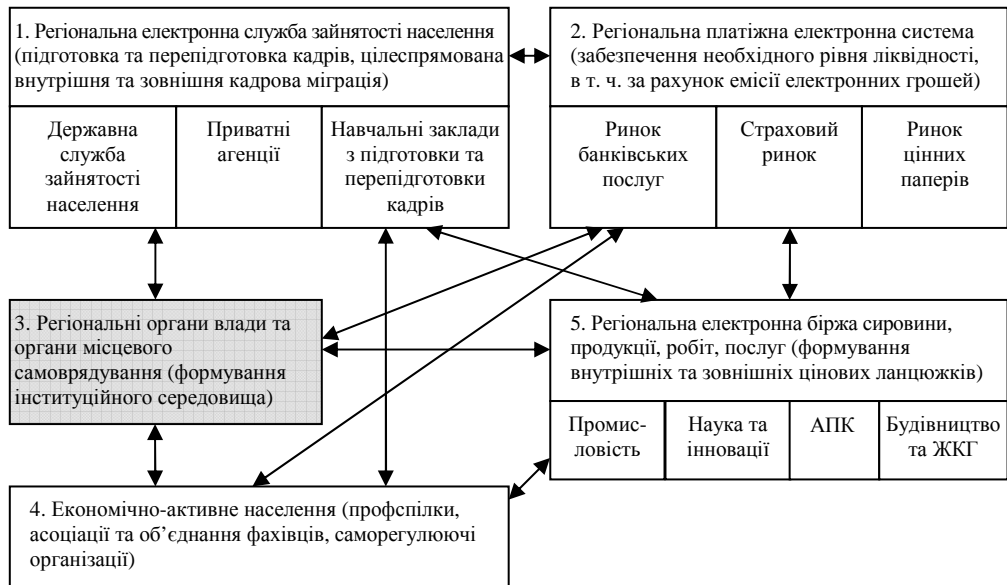 1. Регіональна електронна служба зайнятості населення
(підготовка та перепідготовка кадрів, цілеспрямована
внутрішня та зовнішня кадрова міграція)
Державна
служба
зайнятості
населення
Приватні
агенції
Навчальні заклади
з підготовки та
перепідготовки
кадрів
2. Регіональна платіжна електронна система
(забезпечення необхідного рівня ліквідності,
в т. ч. за рахунок емісії електронних грошей)
Ринок
банківських
послуг
Страховий
ринок
Ринок
цінних
паперів
3. Регіональні органи влади та
органи місцевого
самоврядування (формування
інституційного середовища)
5. Регіональна електронна біржа сировини,
продукції, робіт, послуг (формування
внутрішніх та зовнішніх цінових ланцюжків)
Промис-
ловість
Наука та
інновації
АПК
Будівництво
та ЖКГ
4. Економічно-активне населення (профспілки,
асоціації та об’єднання фахівців, саморегулюючі
організації)